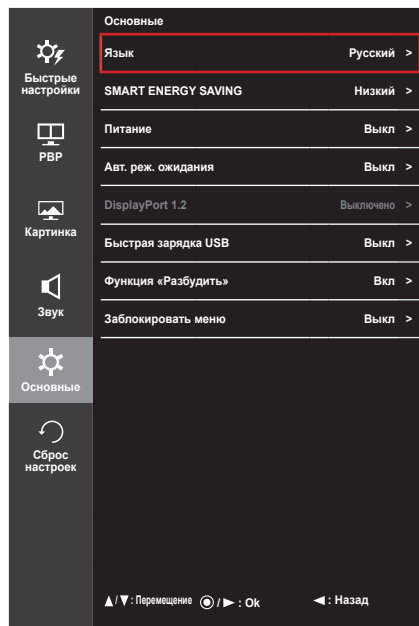 Быстрые
настройки
PBP
Картинка
Звук
Основные
Сброс
настроек
Основные
Язык Русский >
SMART ENERGY SAVING Низкий >
Питание Выкл >
Авт. реж. ожидания Выкл >
DisplayPort 1.2 Выключено >
Быстрая зарядка USB Выкл >
Функция «Разбудить» Вкл >
Заблокировать меню Выкл >
▲/▼: Перемещение ◉ / ► : Ok ◄ : Назад